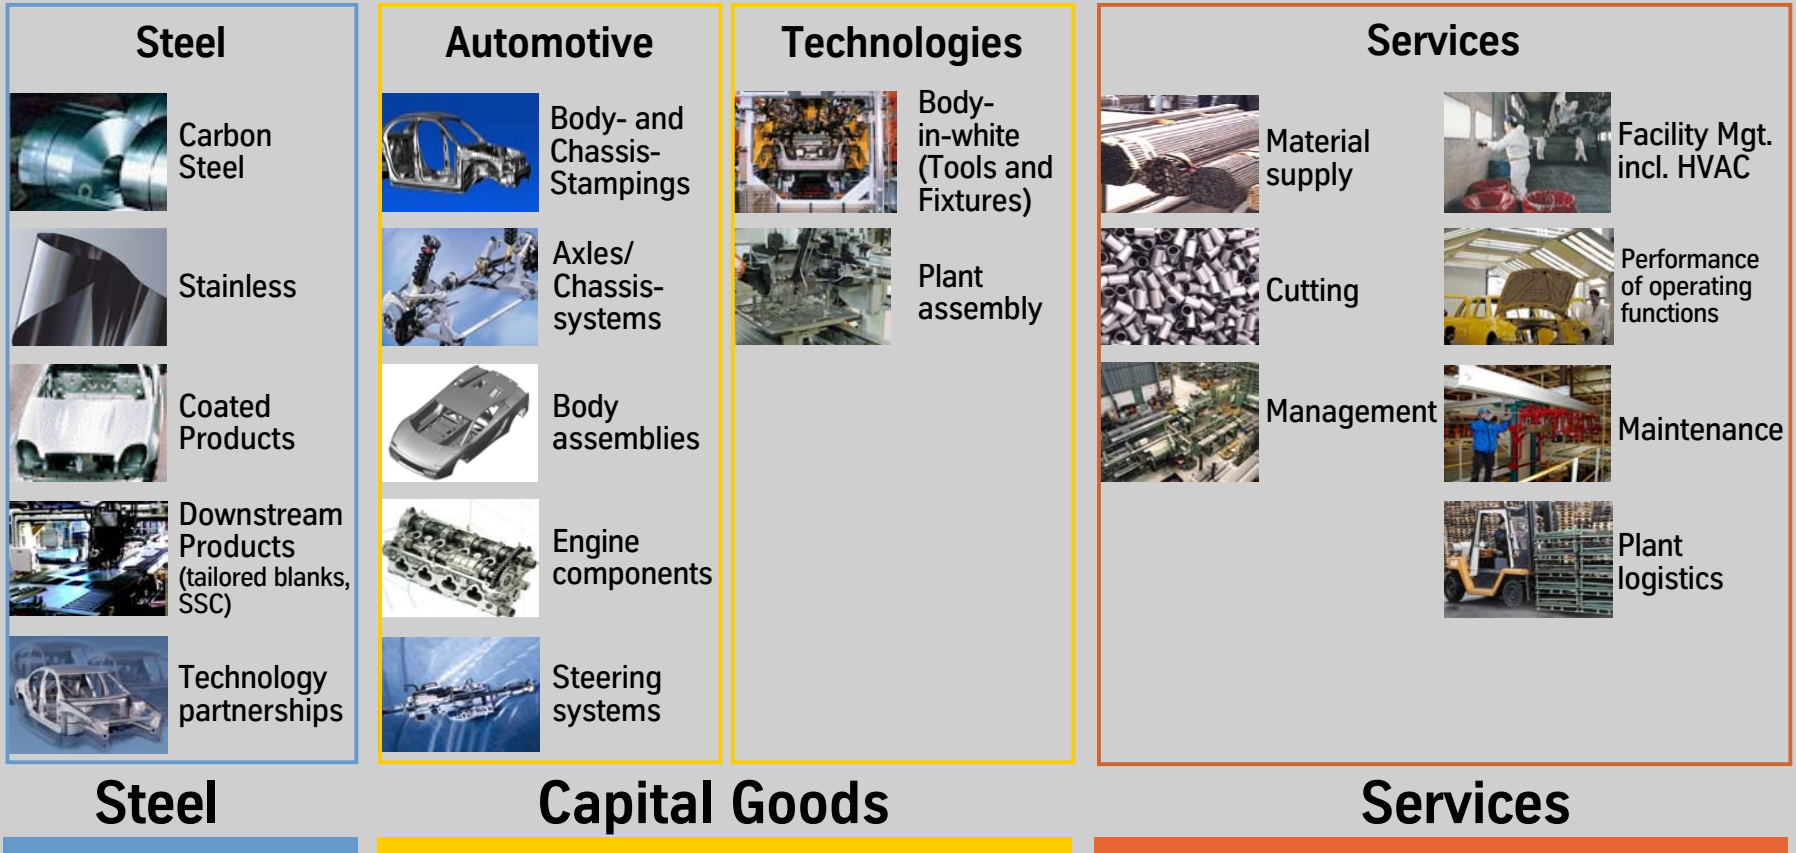 Steel
Carbon
Steel
Stainless
Coated
Products
Downstream
Products
(tailored blanks,
SSC)
Technology
partnerships
Automotive
Body- and
Chassis-
Stampings
Axles/
Chassis-
systems
Body
assemblies
Engine
components
Steering
systems
Technologies
Body-
in-white
(Tools and
Fixtures)
Plant
assembly
Services
Material
supply
Cutting
Management
Facility Mgt.
incl. HVAC
Performance
of operating
functions
Maintenance
Plant
logistics
Steel
Capital Goods
Services